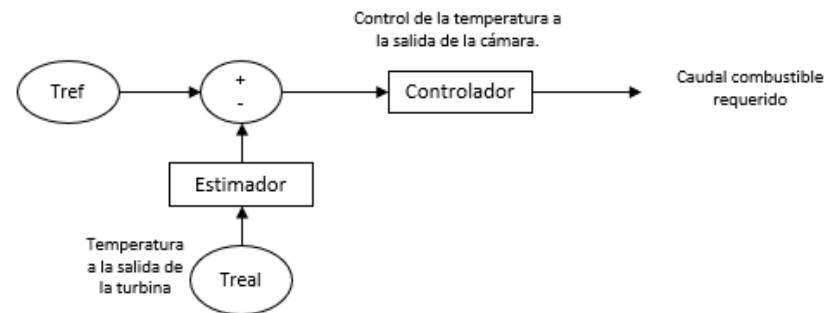 Control de la temperatura a
la salida de la cámara.
Tref
+
-
Controlador
Caudal combustible
requerido
Estimador
Temperatura
a la salida de
la turbina
Treal